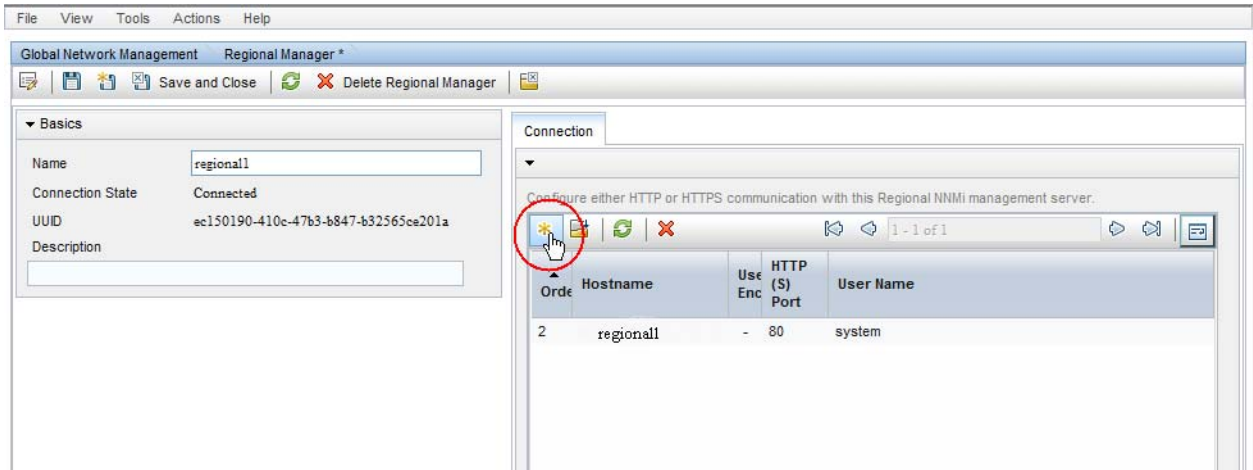 File View Tools Actions Help
Global Network Management Regional Manager *
Save and Close Delete Regional Manager
Basics
Name regional1
Connection State Connected
UUID ec150190-410c-47b3-b847-b32565ce201a
Description
Connection
Configure either HTTP or HTTPS communication with this Regional NNMi management server.
1 - 1 of 1
Orde Hostname Use Enc HTTP (S) Port User Name
2 regional1 - 80 system